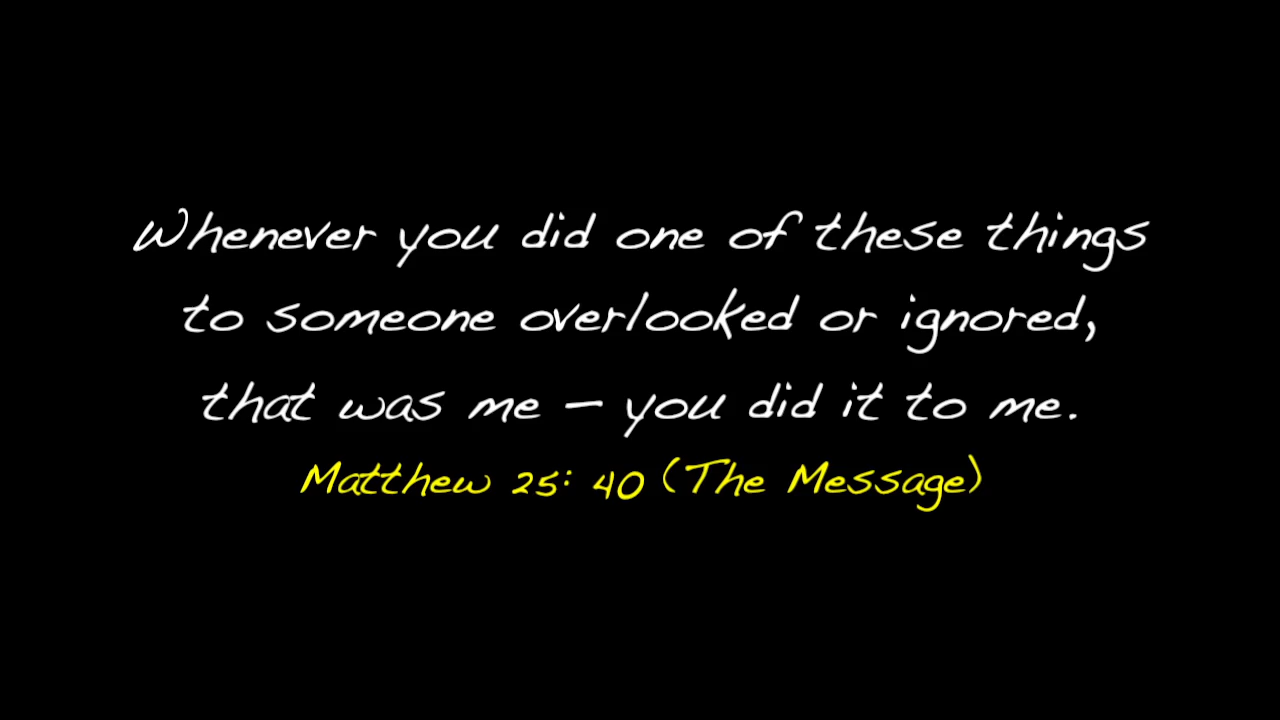 Whenever you did one of these things
to someone overlooked or ignored,
that was me – you did it to me.
Matthew 25: 40 (The Message)